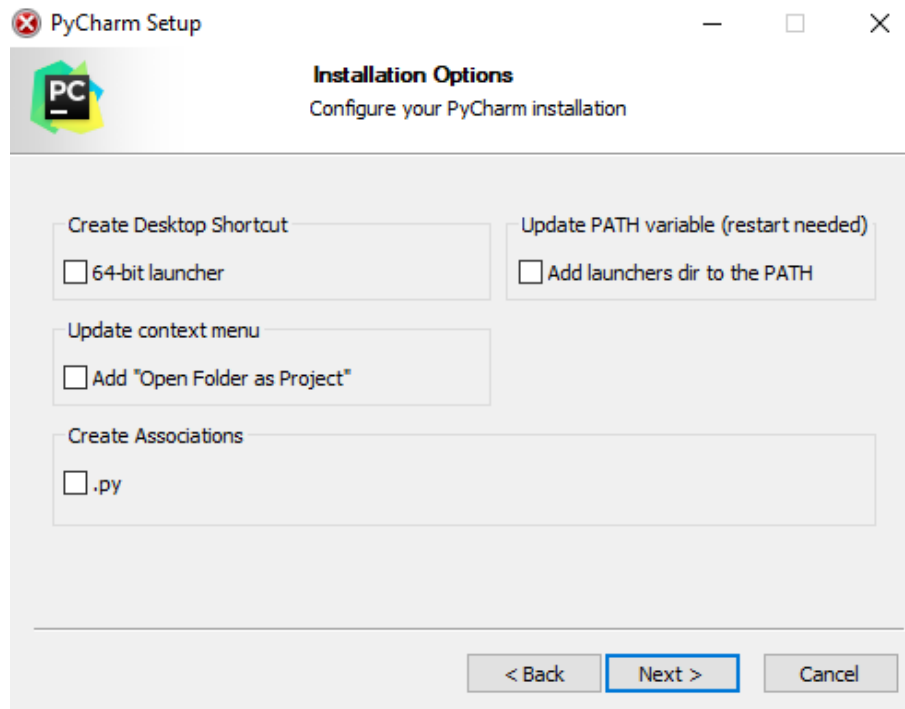 PyCharm Setup
PC
Installation Options
Configure your PyCharm installation
Create Desktop Shortcut
64-bit launcher
Update PATH variable (restart needed)
Add launchers dir to the PATH
Update context menu
Add "Open Folder as Project"
Create Associations
.py
< Back
Next >
Cancel